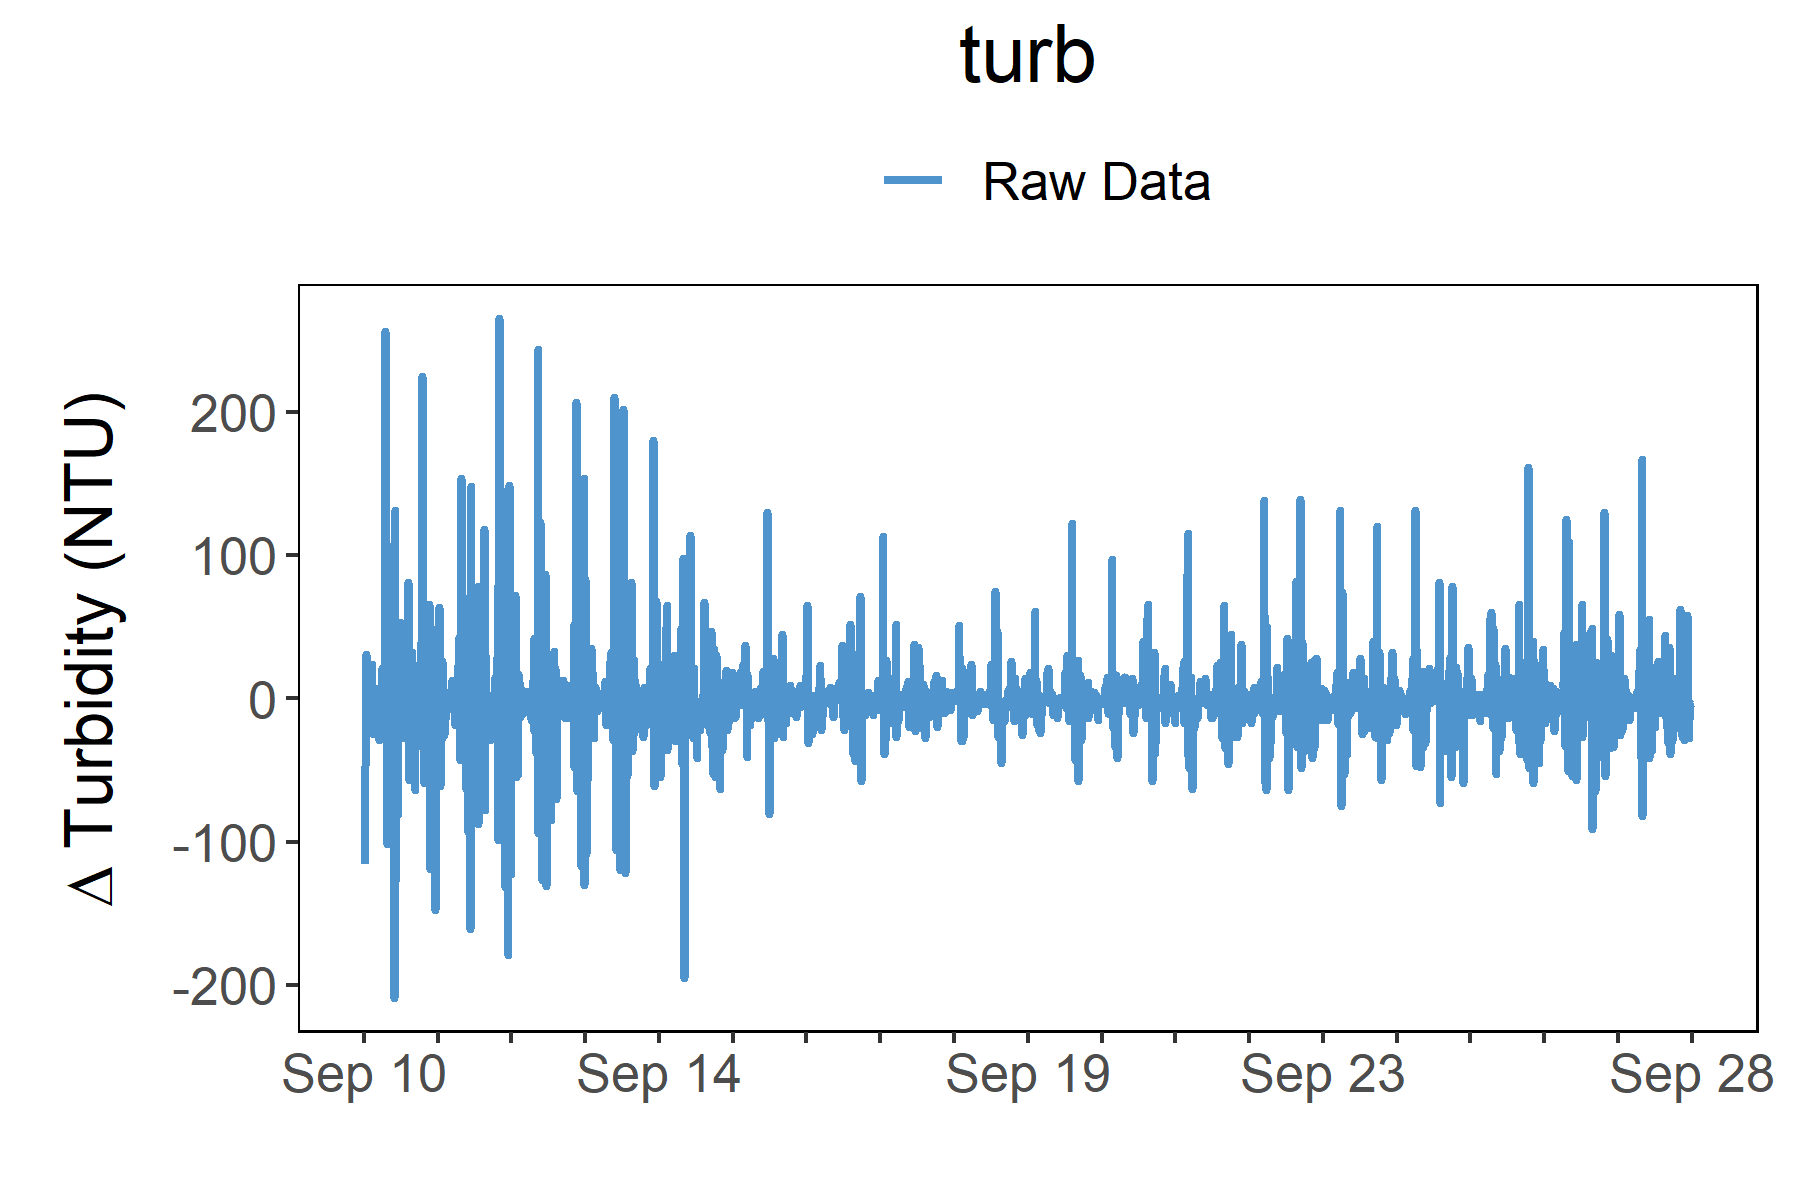 turb
Raw Data
Δ Turbidity (NTU)
200
100
0
-100
-200
Sep 10 Sep 14 Sep 19 Sep 23 Sep 28